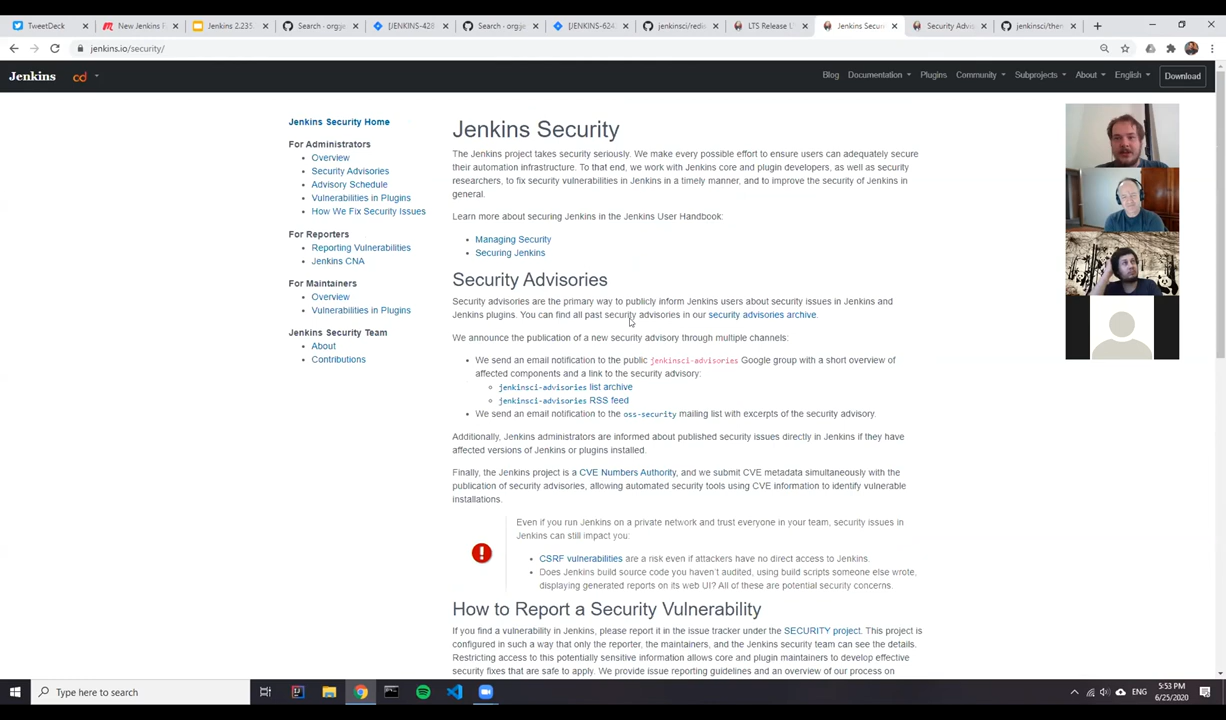 TweetDeck
New Jenkins R
Jenkins 2.235
Search · org:je
[JENKINS-428
Search · org:je
[JENKINS-624
jenkinsci/redi
LTS Release U
Jenkins Secur
Security Advis
jenkinsci/then
jenkins.io/security/
Jenkins
cd
Blog
Documentation
Plugins
Community
Subprojects
About
English
Download
Jenkins Security Home
For Administrators
Overview
Security Advisories
Advisory Schedule
Vulnerabilities in Plugins
How We Fix Security Issues
For Reporters
Reporting Vulnerabilities
Jenkins CNA
For Maintainers
Overview
Vulnerabilities in Plugins
Jenkins Security Team
About
Contributions
Jenkins Security
The Jenkins project takes security seriously. We make every possible effort to ensure users can adequately secure
their automation infrastructure. To that end, we work with Jenkins core and plugin developers, as well as security
researchers, to fix security vulnerabilities in Jenkins in a timely manner, and to improve the security of Jenkins in
general.
Learn more about securing Jenkins in the Jenkins User Handbook:
Managing Security
Securing Jenkins
Security Advisories
Security advisories are the primary way to publicly inform Jenkins users about security issues in Jenkins and
Jenkins plugins. You can find all past security advisories in our security advisories archive.
We announce the publication of a new security advisory through multiple channels:
We send an email notification to the public jenkinsci-advisories Google group with a short overview of
affected components and a link to the security advisory:
jenkinsci-advisories list archive
jenkinsci-advisories RSS feed
We send an email notification to the oss-security mailing list with excerpts of the security advisory.
Additionally, Jenkins administrators are informed about published security issues directly in Jenkins if they have
affected versions of Jenkins or plugins installed.
Finally, the Jenkins project is a CVE Numbers Authority, and we submit CVE metadata simultaneously with the
publication of security advisories, allowing automated security tools using CVE information to identify vulnerable
installations.
Even if you run Jenkins on a private network and trust everyone in your team, security issues in
Jenkins can still impact you:
CSRF vulnerabilities are a risk even if attackers have no direct access to Jenkins.
Does Jenkins build source code you haven't audited, using build scripts someone else wrote,
displaying generated reports on its web UI? All of these are potential security concerns.
How to Report a Security Vulnerability
If you find a vulnerability in Jenkins, please report it in the issue tracker under the SECURITY project. This project is
configured in such a way that only the reporter, the maintainers, and the Jenkins security team can see the details.
Restricting access to this potentially sensitive information allows core and plugin maintainers to develop effective
security fixes that are safe to apply. We provide issue reporting guidelines and an overview of our process on
Type here to search
ENG
5:53 PM
6/25/2020